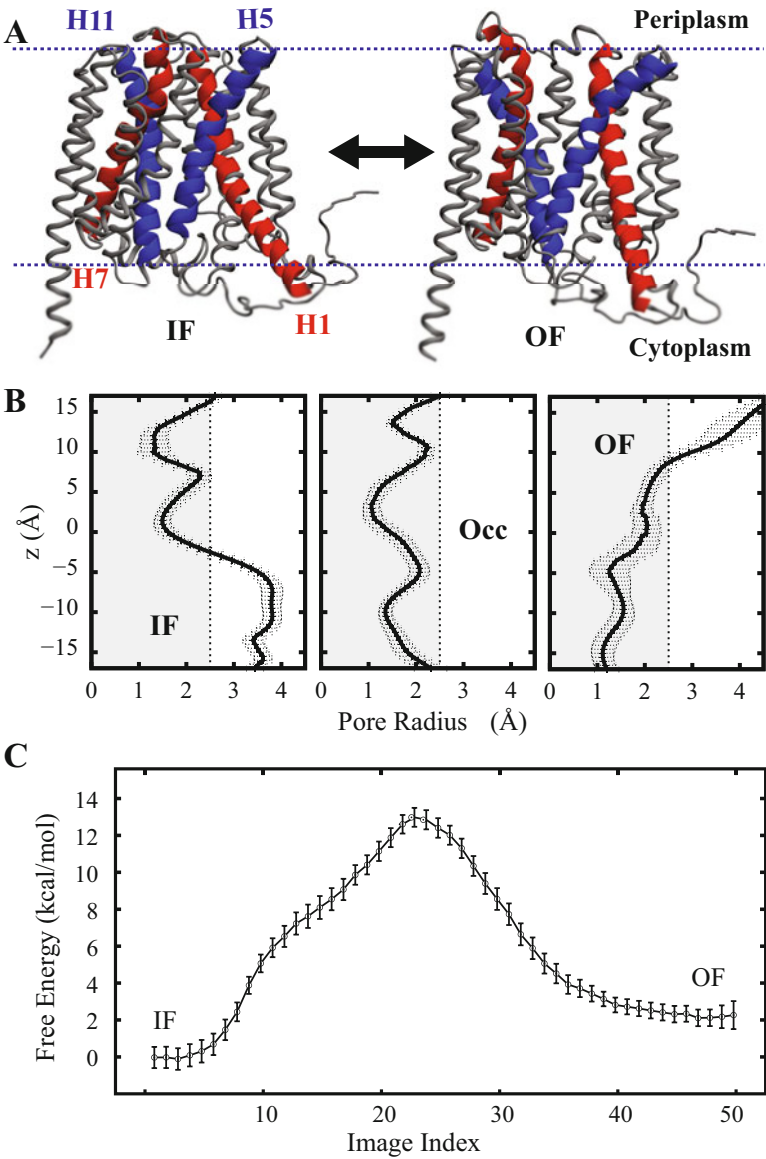 A
H11 H5 Periplasm
H7
IF H1 OF Cytoplasm
B
z (Å)
15
10
5
0
−5
−10
−15
IF Occ OF
0 1 2 3 4 0 1 2 3 4 0 1 2 3 4
Pore Radius (Å)
C
Free Energy (kcal/mol)
14
12
10
8
6
4
2
0
IF OF
10 20 30 40 50
Image Index